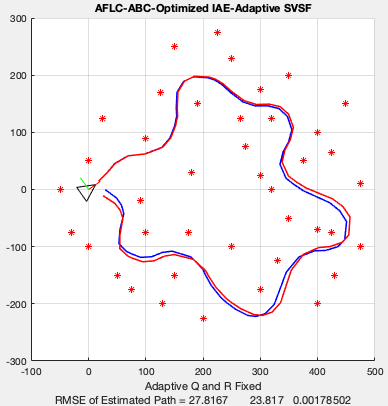 AFLC-ABC-Optimized IAE-Adaptive SVSF
300
200
100
0
-100
-200
-300
-100 0 100 200 300 400 500
Adaptive Q and R Fixed
RMSE of Estimated Path = 27.8167 23.817 0.00178502